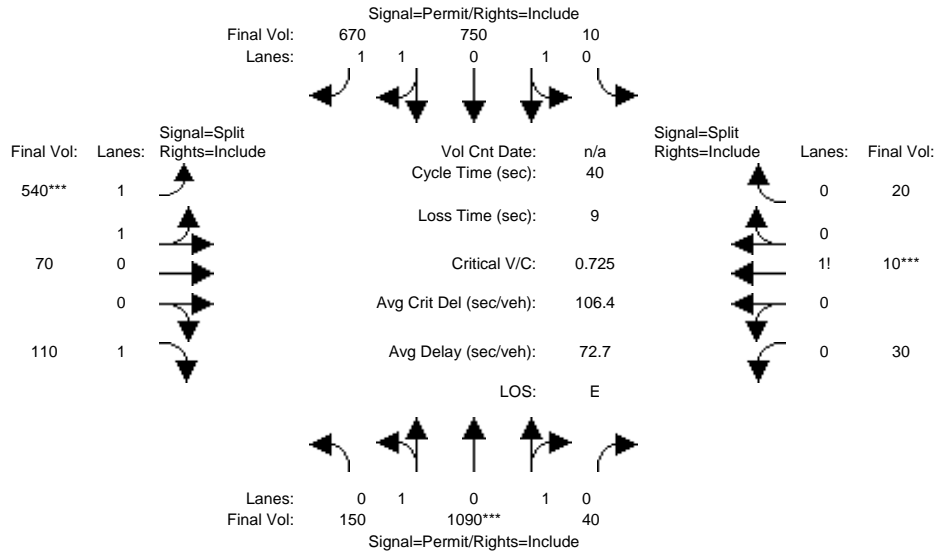 Signal=Permit/Rights=Include
Final Vol: 670 750 10
Lanes: 1 1 0 1 0
Signal=Split
Final Vol: Lanes: Rights=Include
Vol Cnt Date: n/a
Signal=Split
Rights=Include Lanes: Final Vol:
540*** 1
Cycle Time (sec): 40
0 20
Loss Time (sec): 9
1
0
70 0
Critical V/C: 0.725
1! 10***
0
Avg Crit Del (sec/veh): 106.4
0
110 1
Avg Delay (sec/veh): 72.7
0 30
LOS: E
Lanes: 0 1 0 1 0
Final Vol: 150 1090*** 40
Signal=Permit/Rights=Include